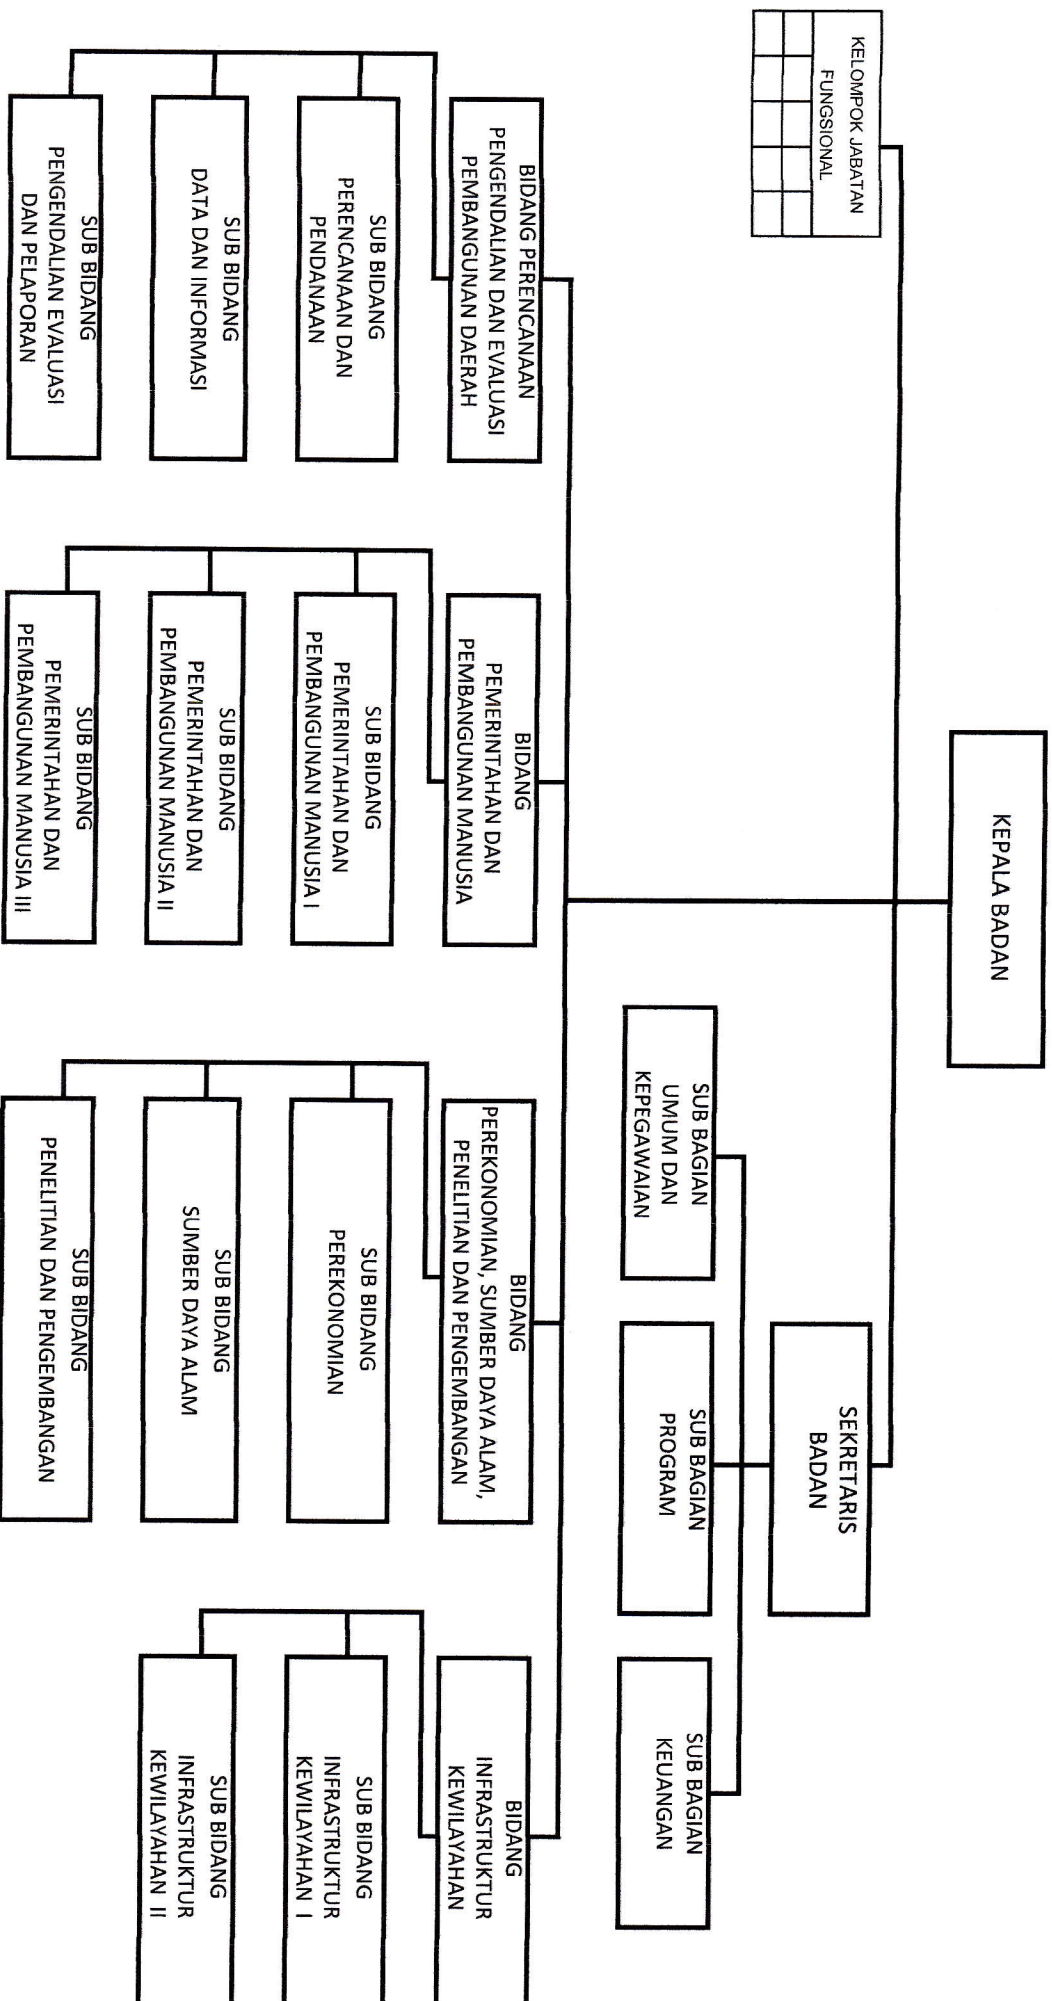 KEPALA BADAN
KELOMPOK JABATAN
FUNGSIONAL
SEKRETARIS
BADAN
SUB BAGIAN
UMUM DAN
KEPEGAWAIAN
SUB BAGIAN
PROGRAM
SUB BAGIAN
KEUANGAN
BIDANG PERENCANAAN
PENGENDALIAN DAN EVALUASI
PEMBANGUNAN DAERAH
SUB BIDANG
PERENCANAAN DAN
PENDANAAN
SUB BIDANG
DATA DAN INFORMASI
SUB BIDANG
PENGENDALIAN EVALUASI
DAN PELAPORAN
BIDANG
PEMERINTAHAN DAN
PEMBANGUNAN MANUSIA
SUB BIDANG
PEMERINTAHAN DAN
PEMBANGUNAN MANUSIA I
SUB BIDANG
PEMERINTAHAN DAN
PEMBANGUNAN MANUSIA II
SUB BIDANG
PEMERINTAHAN DAN
PEMBANGUNAN MANUSIA III
BIDANG
PEREKONOMIAN, SUMBER DAYA ALAM,
PENELITIAN DAN PENGEMBANGAN
SUB BIDANG
PEREKONOMIAN
SUB BIDANG
SUMBER DAYA ALAM
SUB BIDANG
PENELITIAN DAN PENGEMBANGAN
BIDANG
INFRASTRUKTUR
KEWILAYAHAN
SUB BIDANG
INFRASTRUKTUR
KEWILAYAHAN I
SUB BIDANG
INFRASTRUKTUR
KEWILAYAHAN II